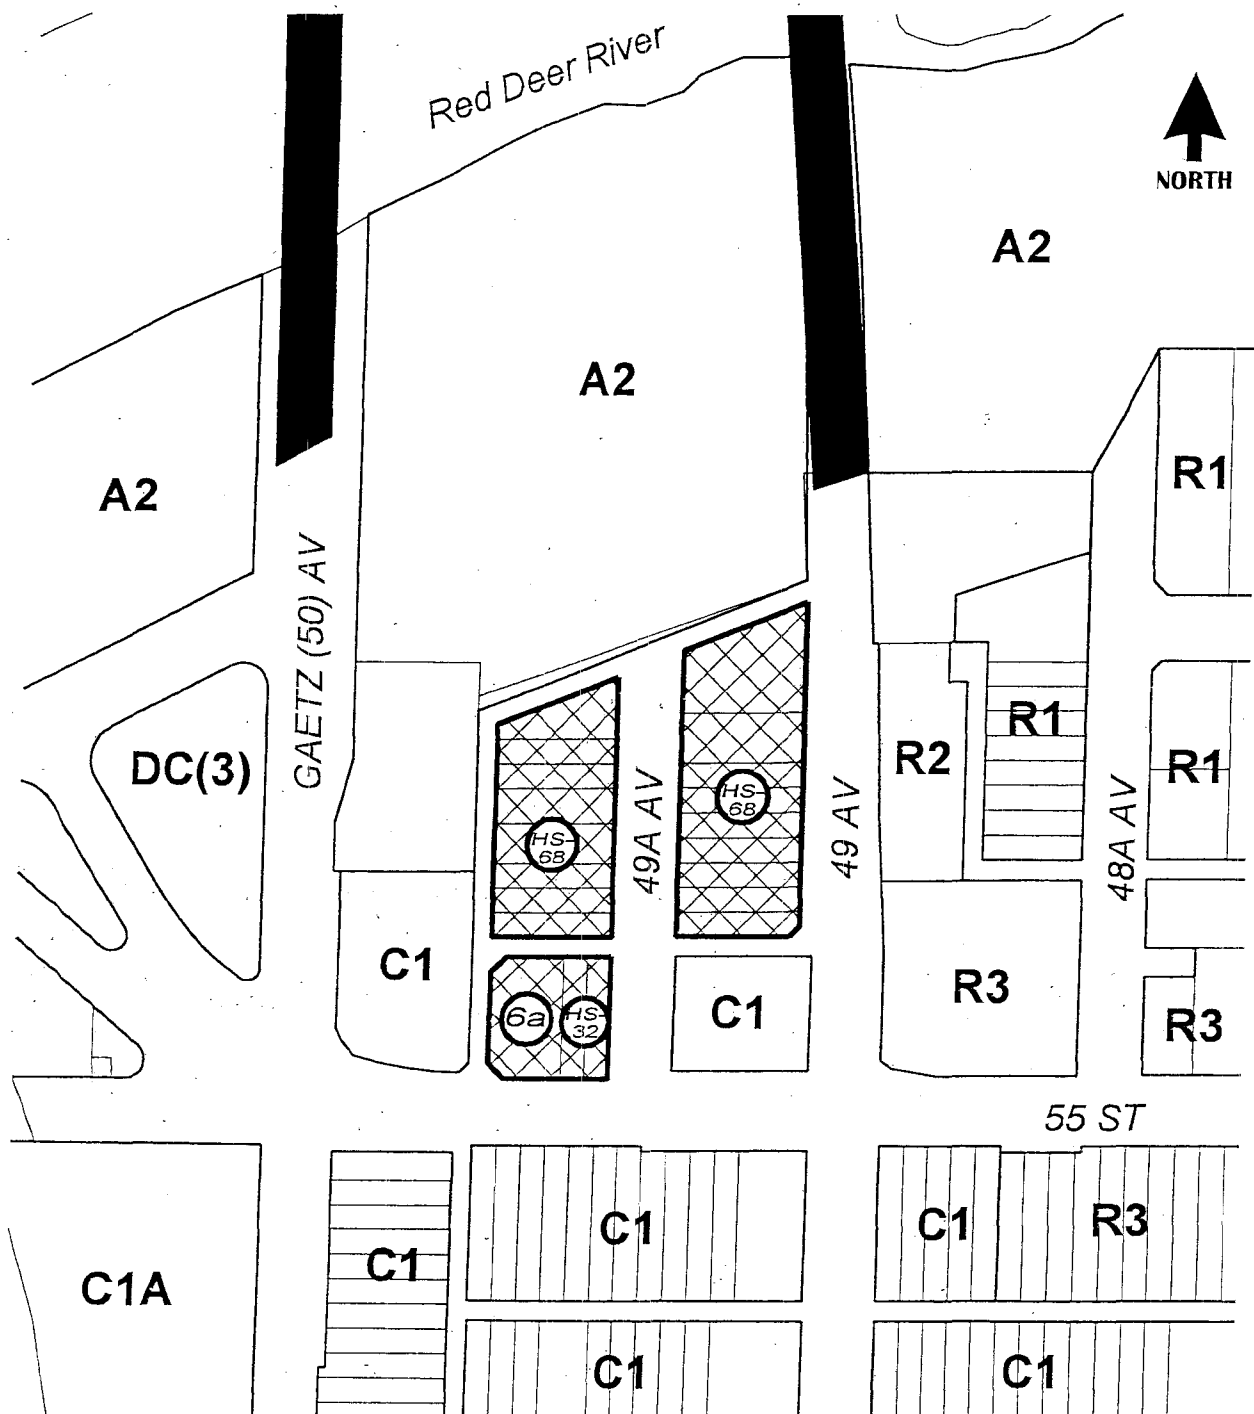 Red Deer River
NORTH
A2
A2
A2
R1
GAETZ (50) AV
DC(3)
R2
R1
R1
HS-
68
HS-
68
49A AV
49 AV
48A AV
C1
6a
HS-
32
C1
R3
R3
55 ST
C1A
C1
C1
C1
R3
C1
C1